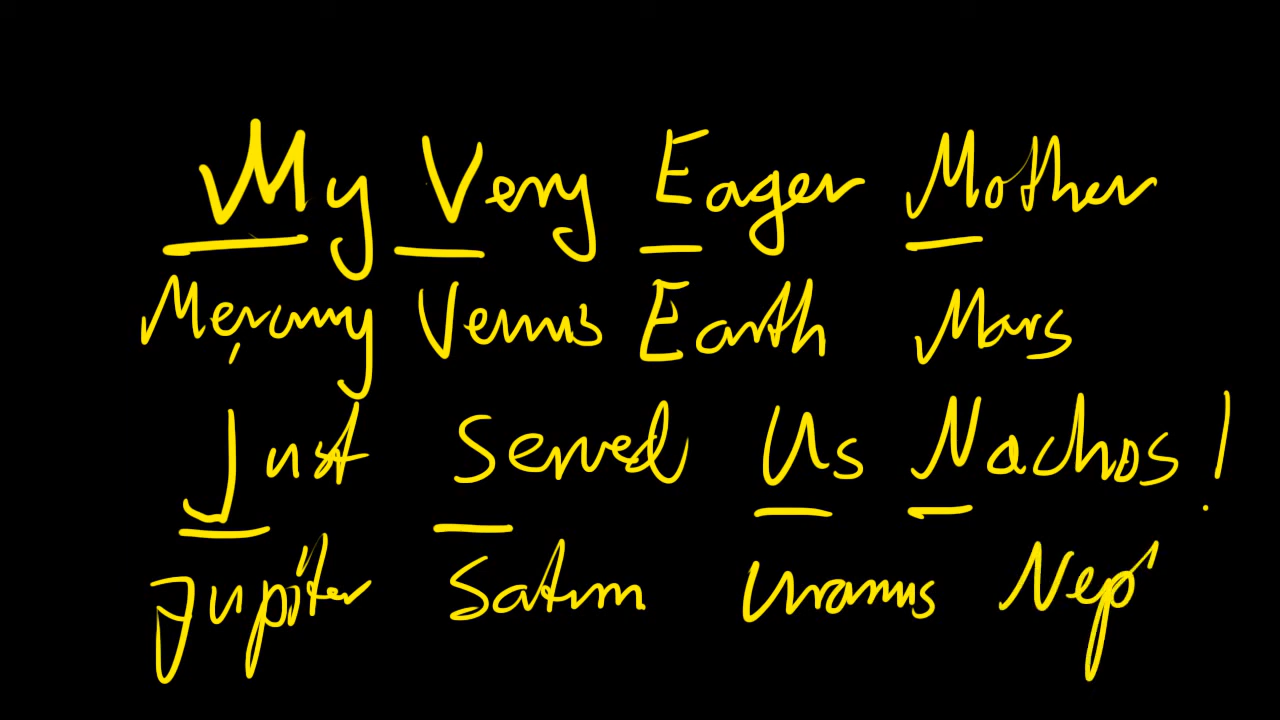 My Very Eager Mother
Mercury Venus Earth Mars
Just Served Us Nachos!
Jupiter Saturn Uranus Nep